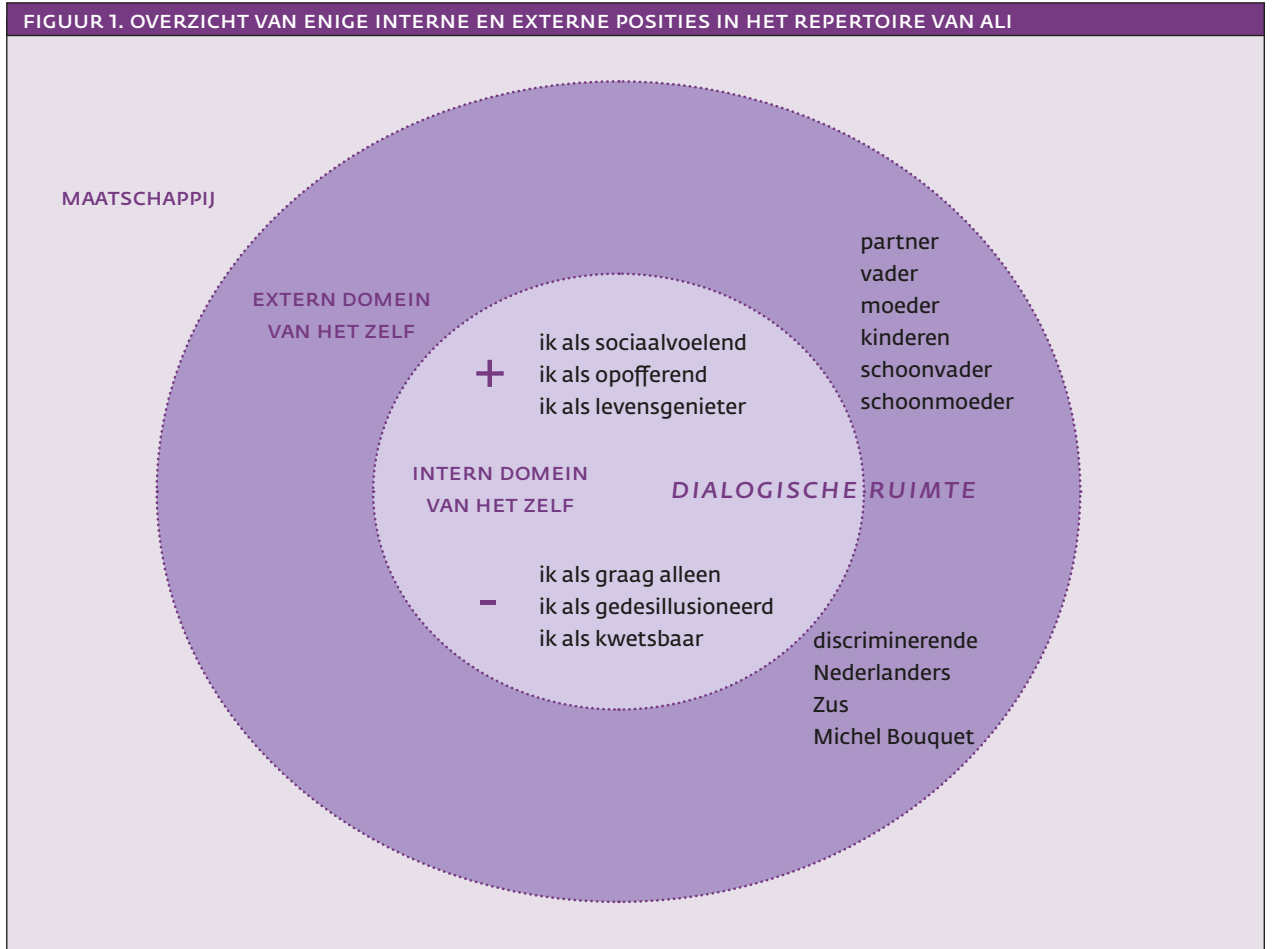 FIGUUR 1. OVERZICHT VAN ENIGE INTERNE EN EXTERNE POSITIES IN HET REPERTOIRE VAN ALI
MAATSCHAPPIJ
EXTERN DOMEIN
VAN HET ZELF
partner
vader
moeder
kinderen
schoonvader
schoonmoeder
+
ik als sociaalvoelend
ik als opofferend
ik als levensgenieter
INTERN DOMEIN
VAN HET ZELF
DIALOGISCHE RUIMTE
-
ik als graag alleen
ik als gedesillusioneerd
ik als kwetsbaar
discriminerende
Nederlanders
Zus
Michel Bouquet